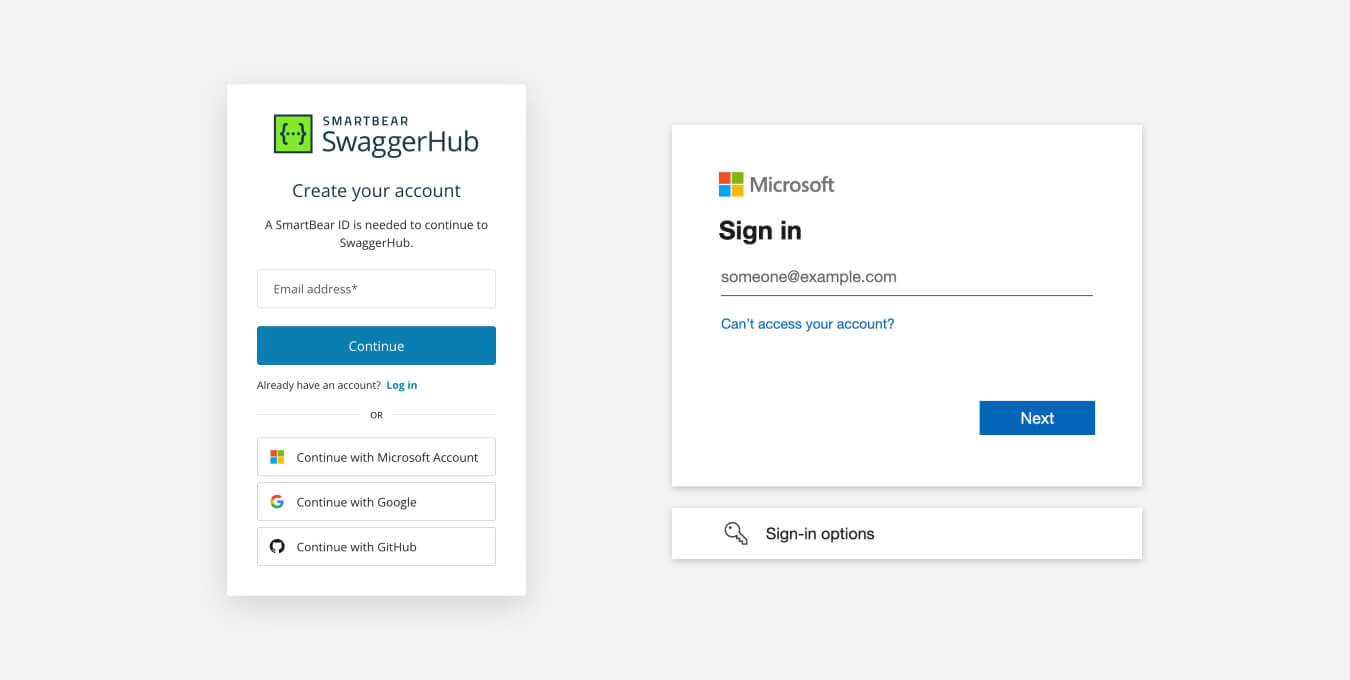 SMARTBEAR
SwaggerHub
Create your account
A SmartBear ID is needed to continue to
SwaggerHub.
Email address*
Continue
Already have an account? Log in
OR
Continue with Microsoft Account
Continue with Google
Continue with GitHub
Microsoft
Sign in
someone@example.com
Can't access your account?
Next
Sign-in options